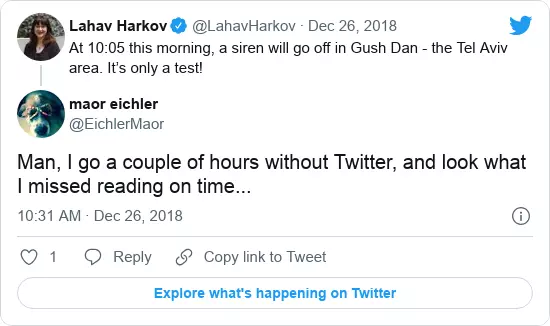 Lahav Harkov @LahavHarkov · Dec 26, 2018
At 10:05 this morning, a siren will go off in Gush Dan - the Tel Aviv
area. It's only a test!
maor eichler
@EichlerMaor
Man, I go a couple of hours without Twitter, and look what
I missed reading on time...
10:31 AM · Dec 26, 2018
1 Reply Copy link to Tweet
Explore what's happening on Twitter